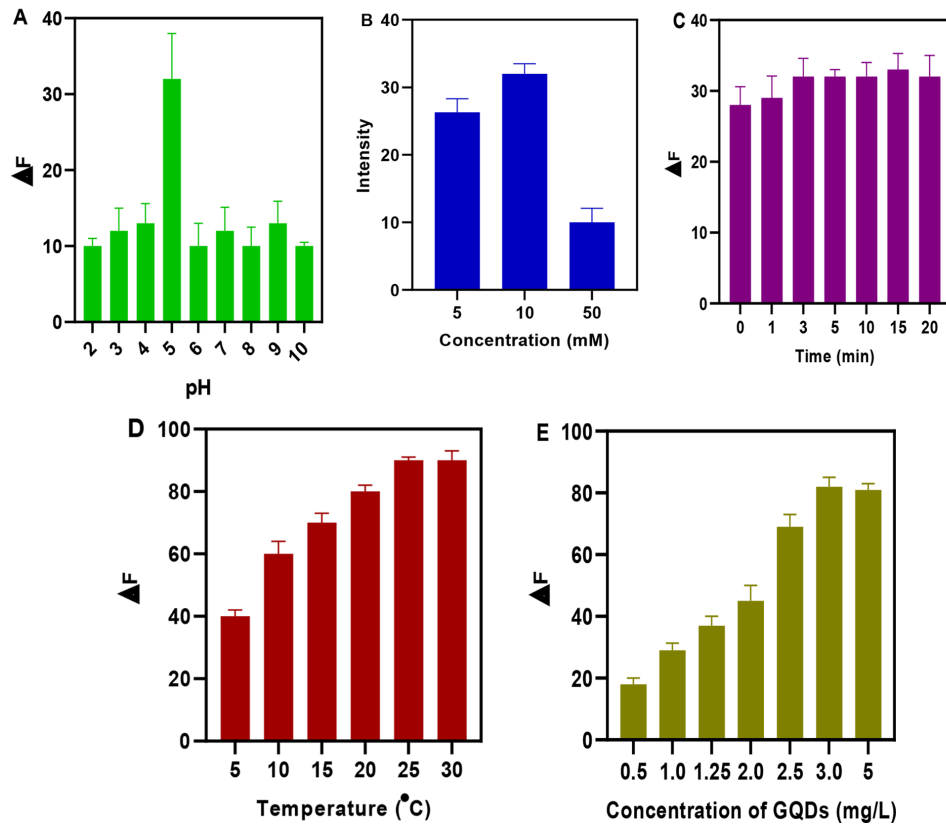 A
40
30
20
10
0
▲F
2 3 4 5 6 7 8 9 10
pH
B
40
30
20
10
0
Intensity
5 10 50
Concentration (mM)
C
40
30
20
10
0
▲F
0 1 3 5 10 15 20
Time (min)
D
100
80
60
40
20
0
▲F
5 10 15 20 25 30
Temperature (°C)
E
100
80
60
40
20
0
▲F
0.5 1.0 1.25 2.0 2.5 3.0 5
Concentration of GQDs (mg/L)